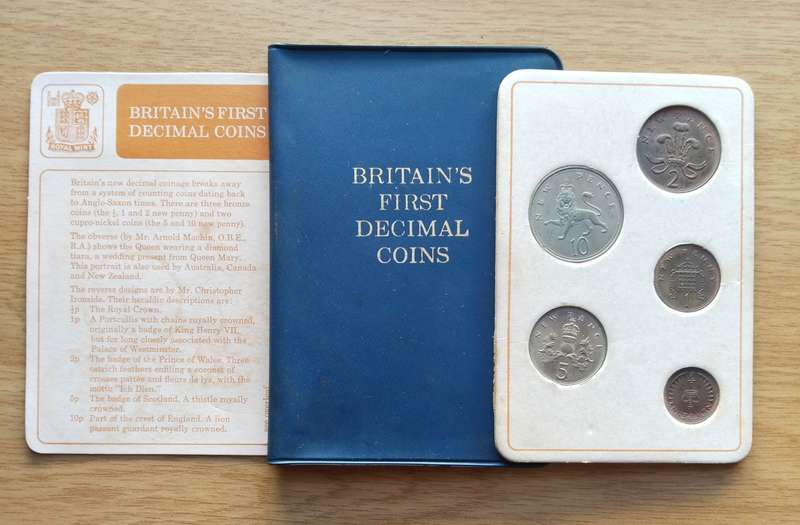 ROYAL MINT
BRITAIN'S FIRST
DECIMAL COINS
Britain's new decimal coinage breaks away
from a system of counting coins dating back
to Anglo-Saxon times. There are three bronze
coins (the ½, 1 and 2 new penny) and two
cupro-nickel coins (the 5 and 10 new penny).
The obverse (by Mr. Arnold Machin, O.B.E.,
R.A.) shows the Queen wearing a diamond
tiara, a wedding present from Queen Mary.
This portrait is also used by Australia, Canada
and New Zealand.
The reverse designs are by Mr. Christopher
Ironside. Their heraldic descriptions are:
½p The Royal Crown.
1p A Portcullis with chains royally crowned,
originally a badge of King Henry VII,
but for long closely associated with the
Palace of Westminster.
2p The badge of the Prince of Wales. Three
ostrich feathers enfiling a coronet of
crosses pattée and fleurs de lys, with the
motto "Ich Dien."
5p The badge of Scotland. A thistle royally
crowned.
10p Part of the crest of England. A lion
passant guardant royally crowned.
BRITAIN'S
FIRST
DECIMAL
COINS
NEW PENCE
2
NEW PENCE
10
NEW PENNY
1
NEW PENCE
5
½